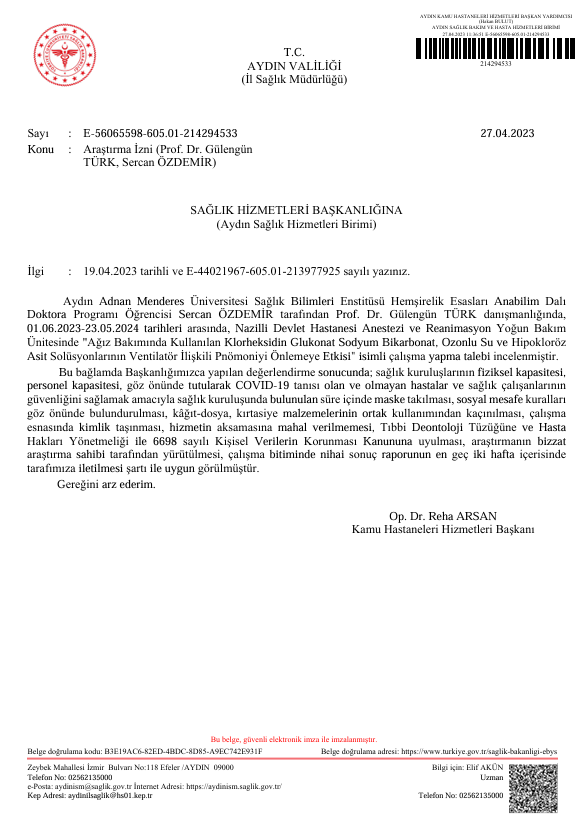 AYDIN KAMU HASTANELERİ HİZMETLERİ BAŞKAN YARDIMCISI
(Hakan BULUT)
AYDIN SAĞLIK BAKIM VE HASTA HİZMETLERİ BİRİMİ
214294533
T.C.
AYDIN VALİLİĞİ
(İl Sağlık Müdürlüğü)
Sayı : E-56065598-605.01-214294533 27.04.2023
Konu : Araştırma İzni (Prof. Dr. Gülengün
TÜRK, Sercan ÖZDEMİR)
SAĞLIK HİZMETLERİ BAŞKANLIĞINA
(Aydın Sağlık Hizmetleri Birimi)
İlgi : 19.04.2023 tarihli ve E-44021967-605.01-213977925 sayılı yazınız.
Aydın Adnan Menderes Üniversitesi Sağlık Bilimleri Enstitüsü Hemşirelik Esasları Anabilim Dalı
Doktora Programı Öğrencisi Sercan ÖZDEMİR tarafından Prof. Dr. Gülengün TÜRK danışmanlığında,
01.06.2023-23.05.2024 tarihleri arasında, Nazilli Devlet Hastanesi Anestezi ve Reanimasyon Yoğun Bakım
Ünitesinde "Ağız Bakımında Kullanılan Klorheksidin Glukonat Sodyum Bikarbonat, Ozonlu Su ve Hipokloröz
Asit Solüsyonlarının Ventilatör İlişkili Pnömoniyi Önlemeye Etkisi" isimli çalışma yapma talebi incelenmiştir.
Bu bağlamda Başkanlığımızca yapılan değerlendirme sonucunda; sağlık kuruluşlarının fiziksel kapasitesi,
personel kapasitesi, göz önünde tutularak COVID-19 tanısı olan ve olmayan hastalar ve sağlık çalışanlarının
güvenliğini sağlamak amacıyla sağlık kuruluşunda bulunulan süre içinde maske takılması, sosyal mesafe kuralları
göz önünde bulundurulması, kâğıt-dosya, kırtasiye malzemelerinin ortak kullanımından kaçınılması, çalışma
esnasında kimlik taşınması, hizmetin aksamasına mahal verilmemesi, Tıbbi Deontoloji Tüzüğüne ve Hasta
Hakları Yönetmeliği ile 6698 sayılı Kişisel Verilerin Korunması Kanununa uyulması, araştırmanın bizzat
araştırma sahibi tarafından yürütülmesi, çalışma bitiminde nihai sonuç raporunun en geç iki hafta içerisinde
tarafımıza iletilmesi şartı ile uygun görülmüştür.
Gereğini arz ederim.
Op. Dr. Reha ARSAN
Kamu Hastaneleri Hizmetleri Başkanı
Bu belge, güvenli elektronik imza ile imzalanmıştır.
Belge doğrulama kodu: B3E19AC6-82ED-4BDC-8D85-A9EC742E931F Belge doğrulama adresi: https://www.turkiye.gov.tr/saglik-bakanligi-ebys
Zeybek Mahallesi İzmir Bulvarı No:118 Efeler /AYDIN 09000 Bilgi için: Elif AKÜN
Telefon No: 02562135000 Uzman
e-Posta: aydinism@saglik.gov.tr İnternet Adresi: https://aydinism.saglik.gov.tr/
Kep Adresi: aydinilsaglik@hs01.kep.tr Telefon No: 02562135000